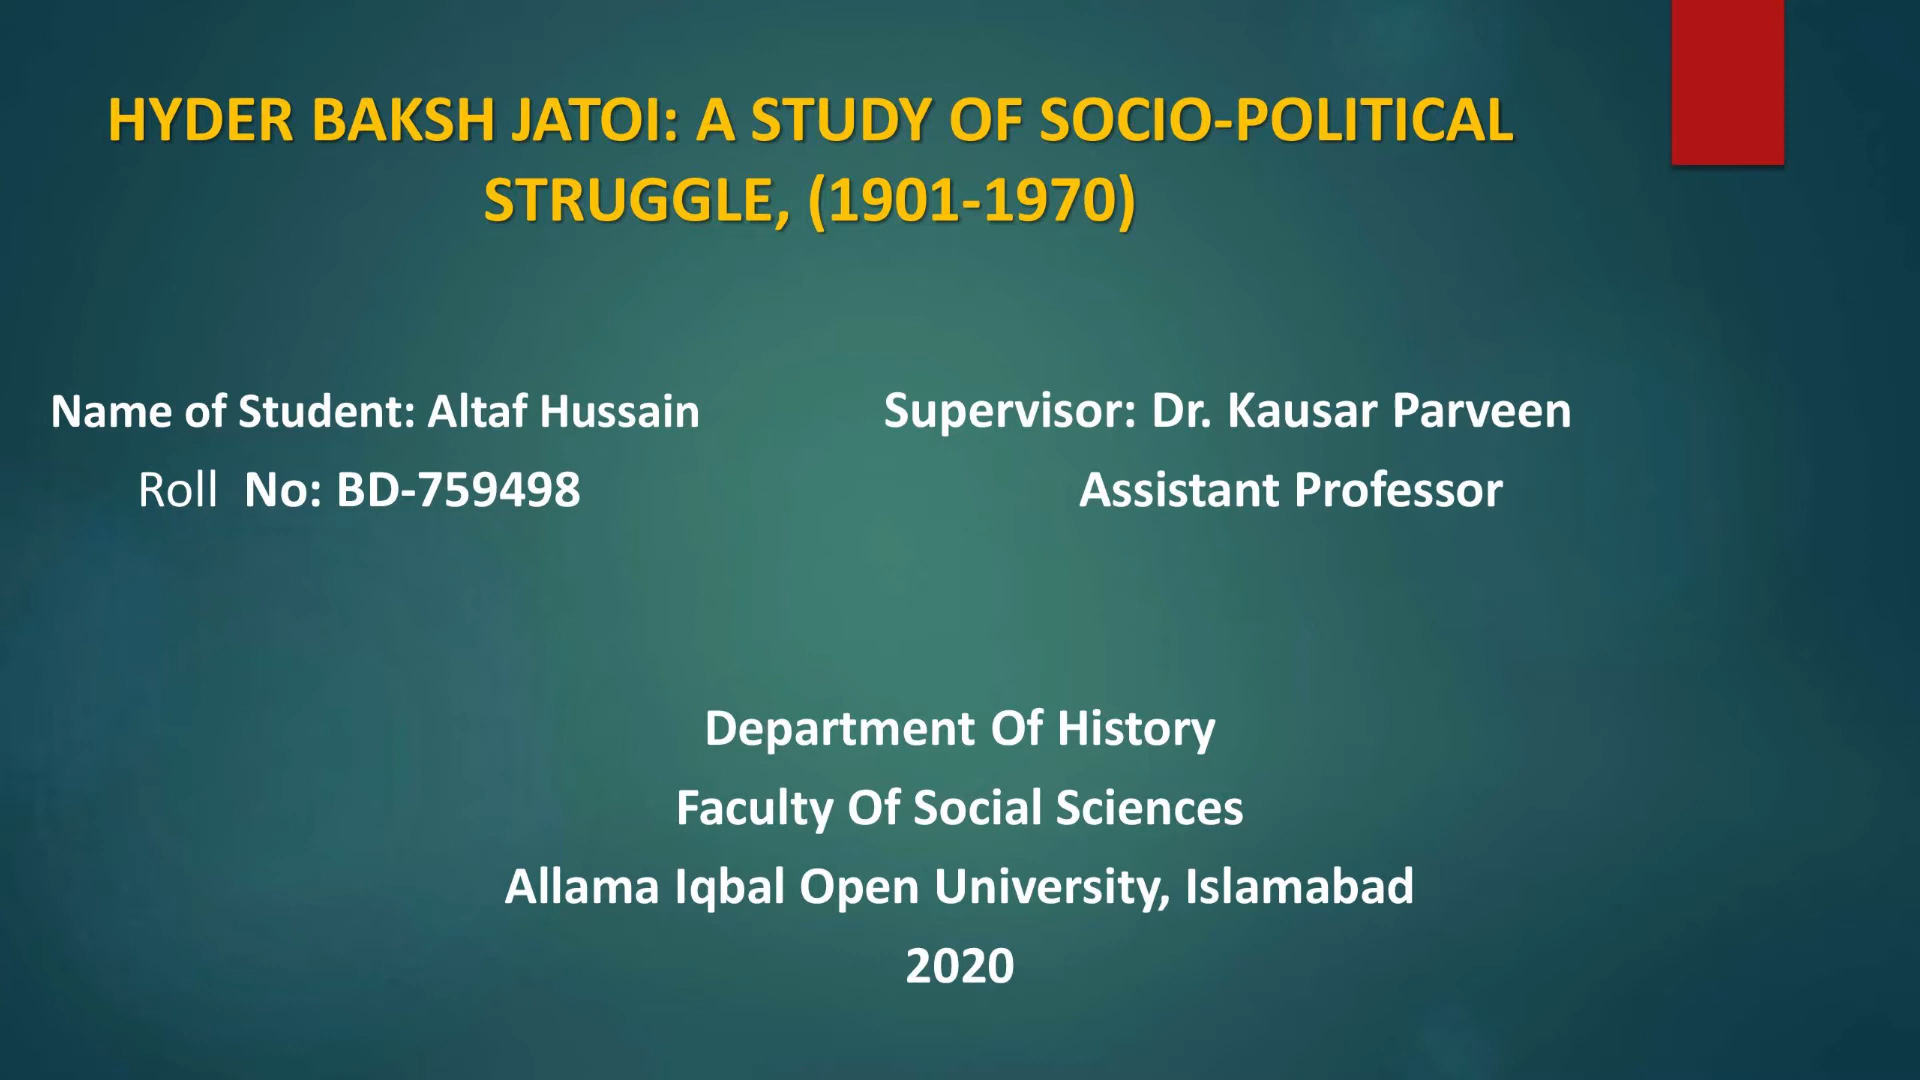 HYDER BAKSH JATOI: A STUDY OF SOCIO-POLITICAL
STRUGGLE, (1901-1970)
Name of Student: Altaf Hussain Supervisor: Dr. Kausar Parveen
Roll No: BD-759498 Assistant Professor
Department Of History
Faculty Of Social Sciences
Allama Iqbal Open University, Islamabad
2020